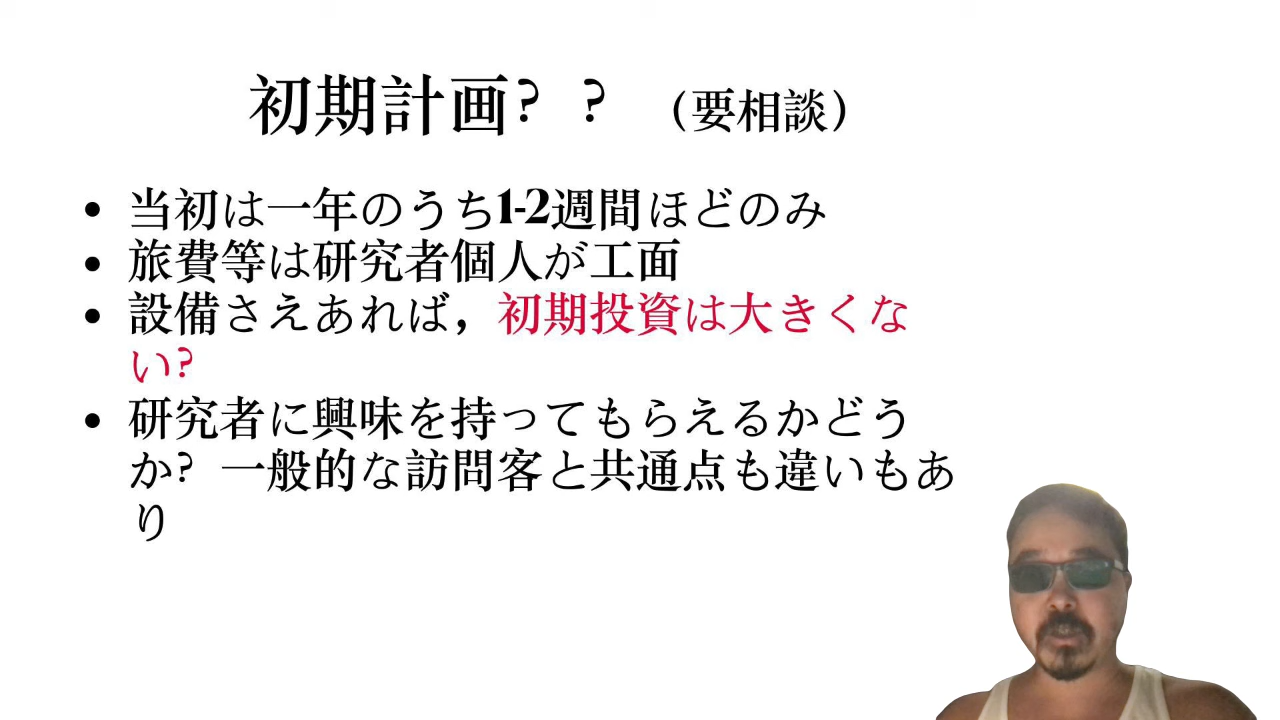 初期計画？？（要相談）
• 当初は一年のうち1-2週間ほどのみ
• 旅費等は研究者個人が工面
• 設備さえあれば，初期投資は大きくな
い？
• 研究者に興味を持ってもらえるかどう
か？一般的な訪問客と共通点も違いもあ
り